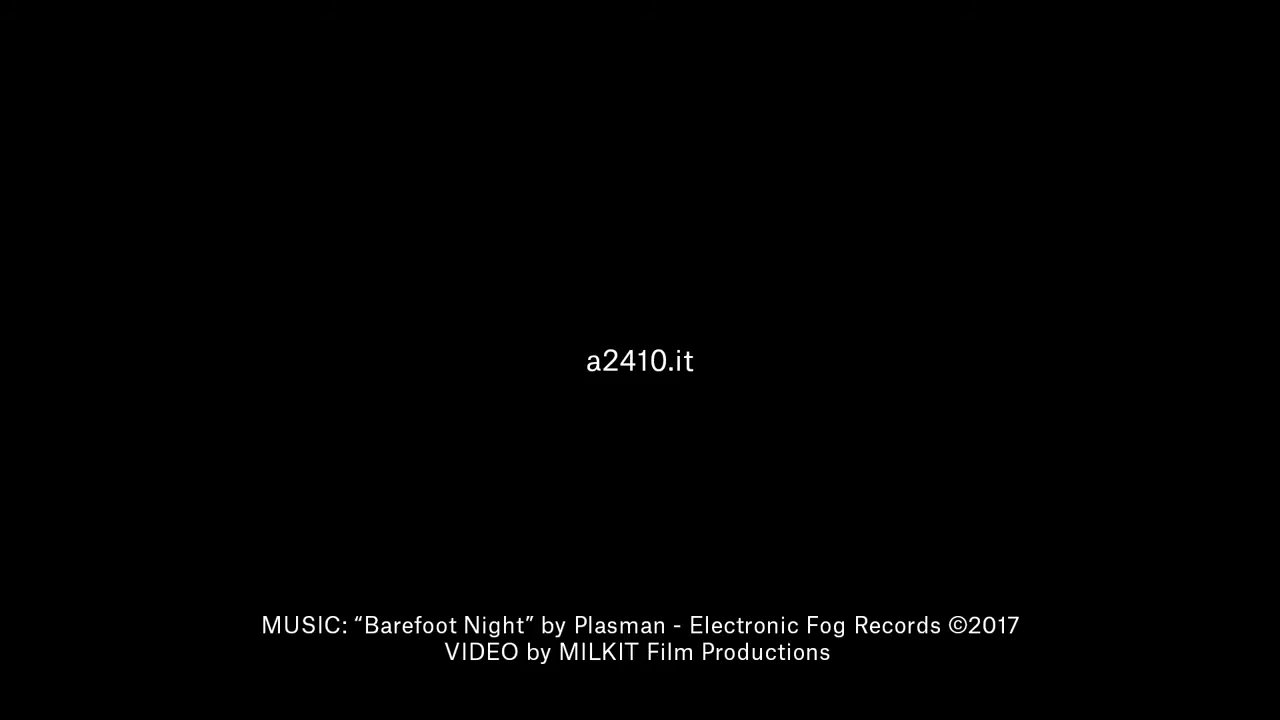 a2410.it
MUSIC: “Barefoot Night” by Plasman - Electronic Fog Records ©2017
VIDEO by MILKIT Film Productions